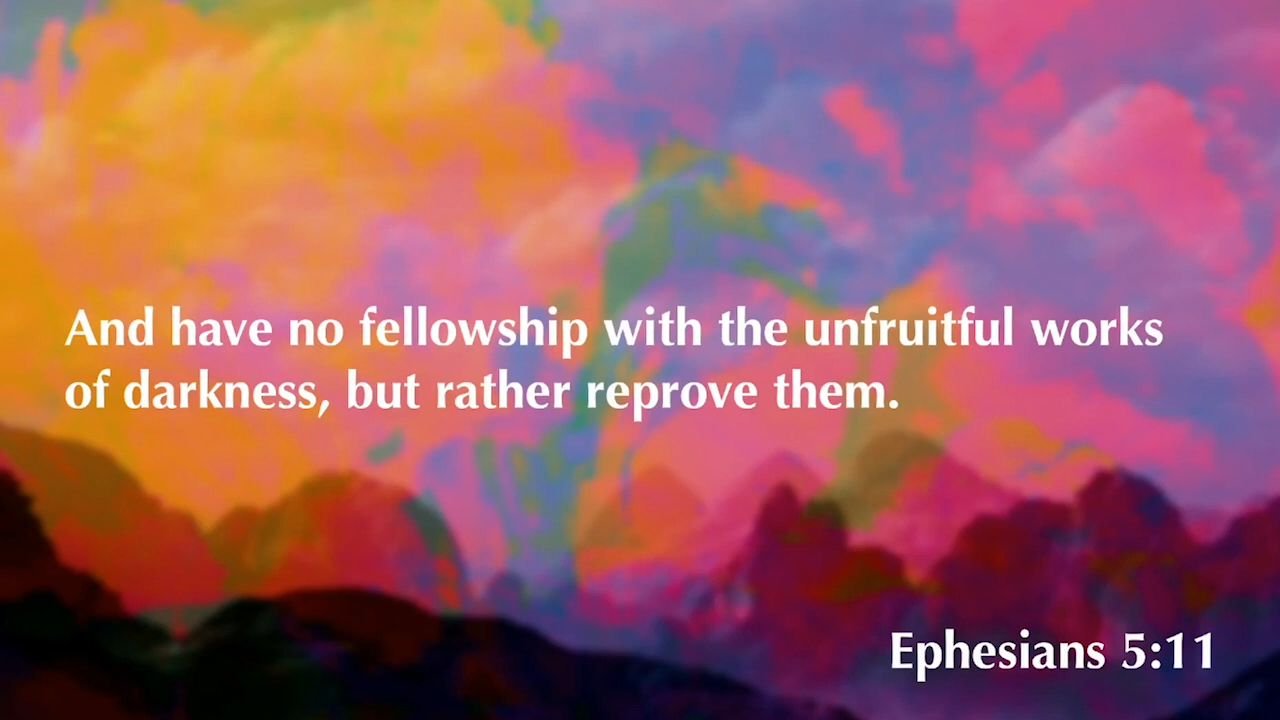 And have no fellowship with the unfruitful works
of darkness, but rather reprove them.
Ephesians 5:11